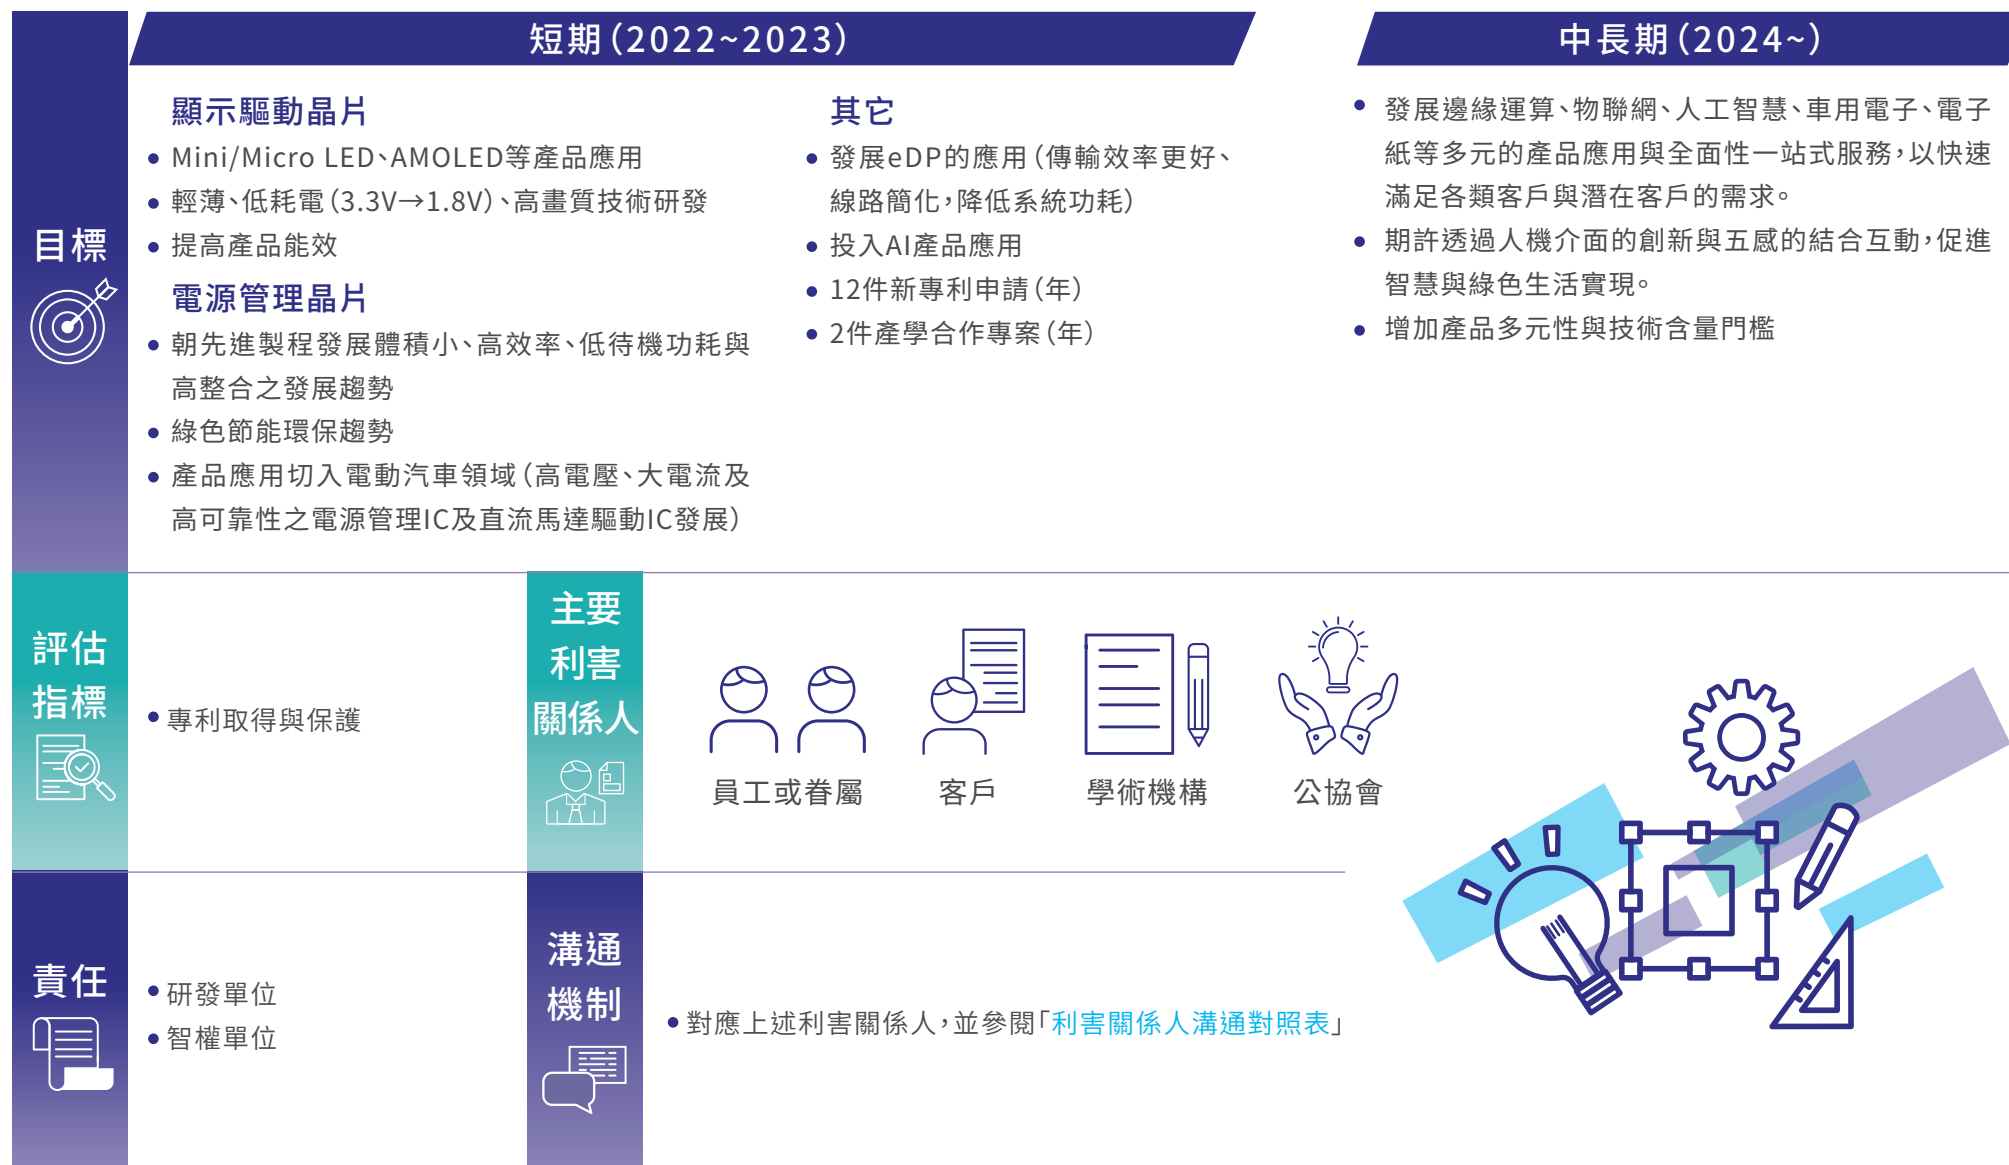 短期（2022~2023）
中長期（2024~）
目標
顯示驅動晶片
• Mini/Micro LED、AMOLED等產品應用
• 輕薄、低耗電（3.3V→1.8V）、高畫質技術研發
• 提高產品能效
電源管理晶片
• 朝先進製程發展體積小、高效率、低待機功耗與
高整合之發展趨勢
• 綠色節能環保趨勢
• 產品應用切入電動汽車領域（高電壓、大電流及
高可靠性之電源管理IC及直流馬達驅動IC發展）
其它
• 發展eDP的應用（傳輸效率更好、
線路簡化，降低系統功耗）
• 投入AI產品應用
• 12件新專利申請（年）
• 2件產學合作專案（年）
• 發展邊緣運算、物聯網、人工智慧、車用電子、電子
紙等多元的產品應用與全面性一站式服務，以快速
滿足各類客戶與潛在客戶的需求。
• 期許透過人機介面的創新與五感的結合互動，促進
智慧與綠色生活實現。
• 增加產品多元性與技術含量門檻
評估
指標
• 專利取得與保護
主要
利害
關係人
員工或眷屬
客戶
學術機構
公協會
責任
• 研發單位
• 智權單位
溝通
機制
• 對應上述利害關係人，並參閱「利害關係人溝通對照表」